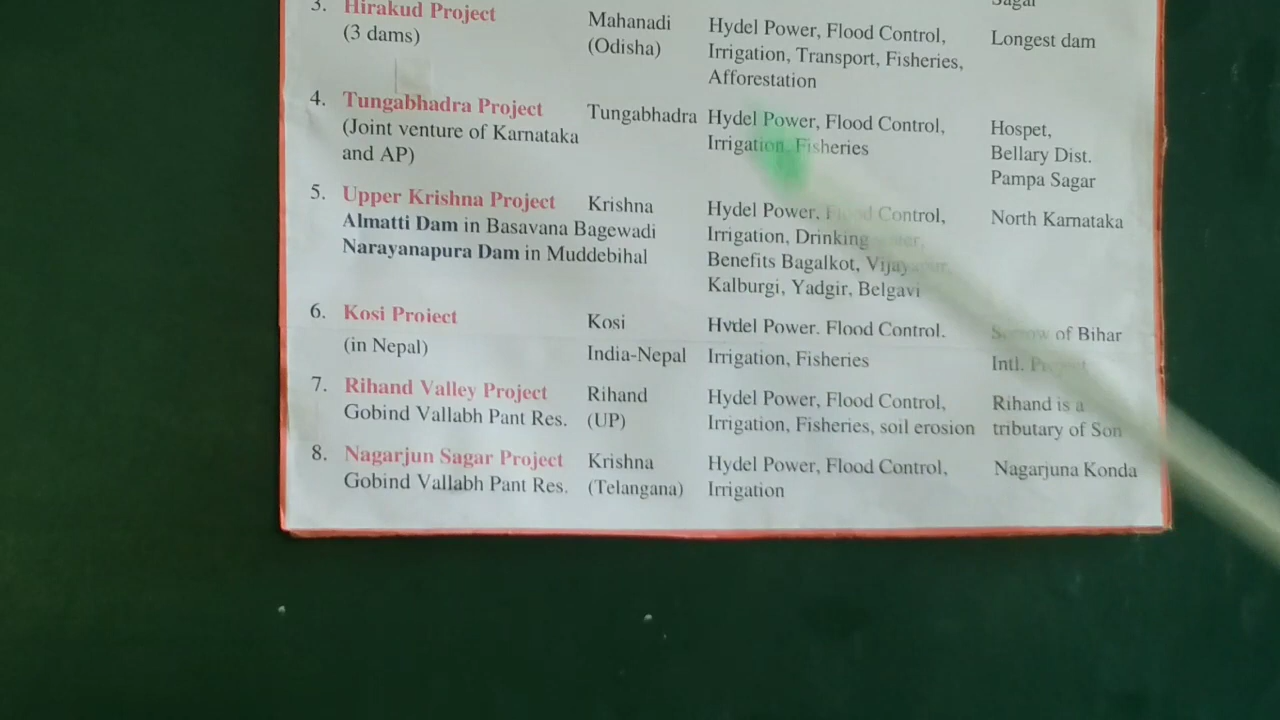 Sagar
3. Hirakud Project Mahanadi Hydel Power, Flood Control, Longest dam
(3 dams) (Odisha) Irrigation, Transport, Fisheries,
Afforestation
4. Tungabhadra Project Tungabhadra Hydel Power, Flood Control, Hospet,
(Joint venture of Karnataka Irrigation, Fisheries Bellary Dist.
and AP) Pampa Sagar
5. Upper Krishna Project Krishna Hydel Power, Flood Control, North Karnataka
Almatti Dam in Basavana Bagewadi Irrigation, Drinking
Narayanapura Dam in Muddebihal Benefits Bagalkot,
Kalburgi, Yadgir, Belgavi
6. Kosi Project Kosi Hydel Power. Flood Control. of Bihar
(in Nepal) India-Nepal Irrigation, Fisheries Intl.
7. Rihand Valley Project Rihand Hydel Power, Flood Control, Rihand is a
Gobind Vallabh Pant Res. (UP) Irrigation, Fisheries, soil erosion tributary of Son
8. Nagarjun Sagar Project Krishna Hydel Power, Flood Control, Nagarjuna Konda
Gobind Vallabh Pant Res. (Telangana) Irrigation